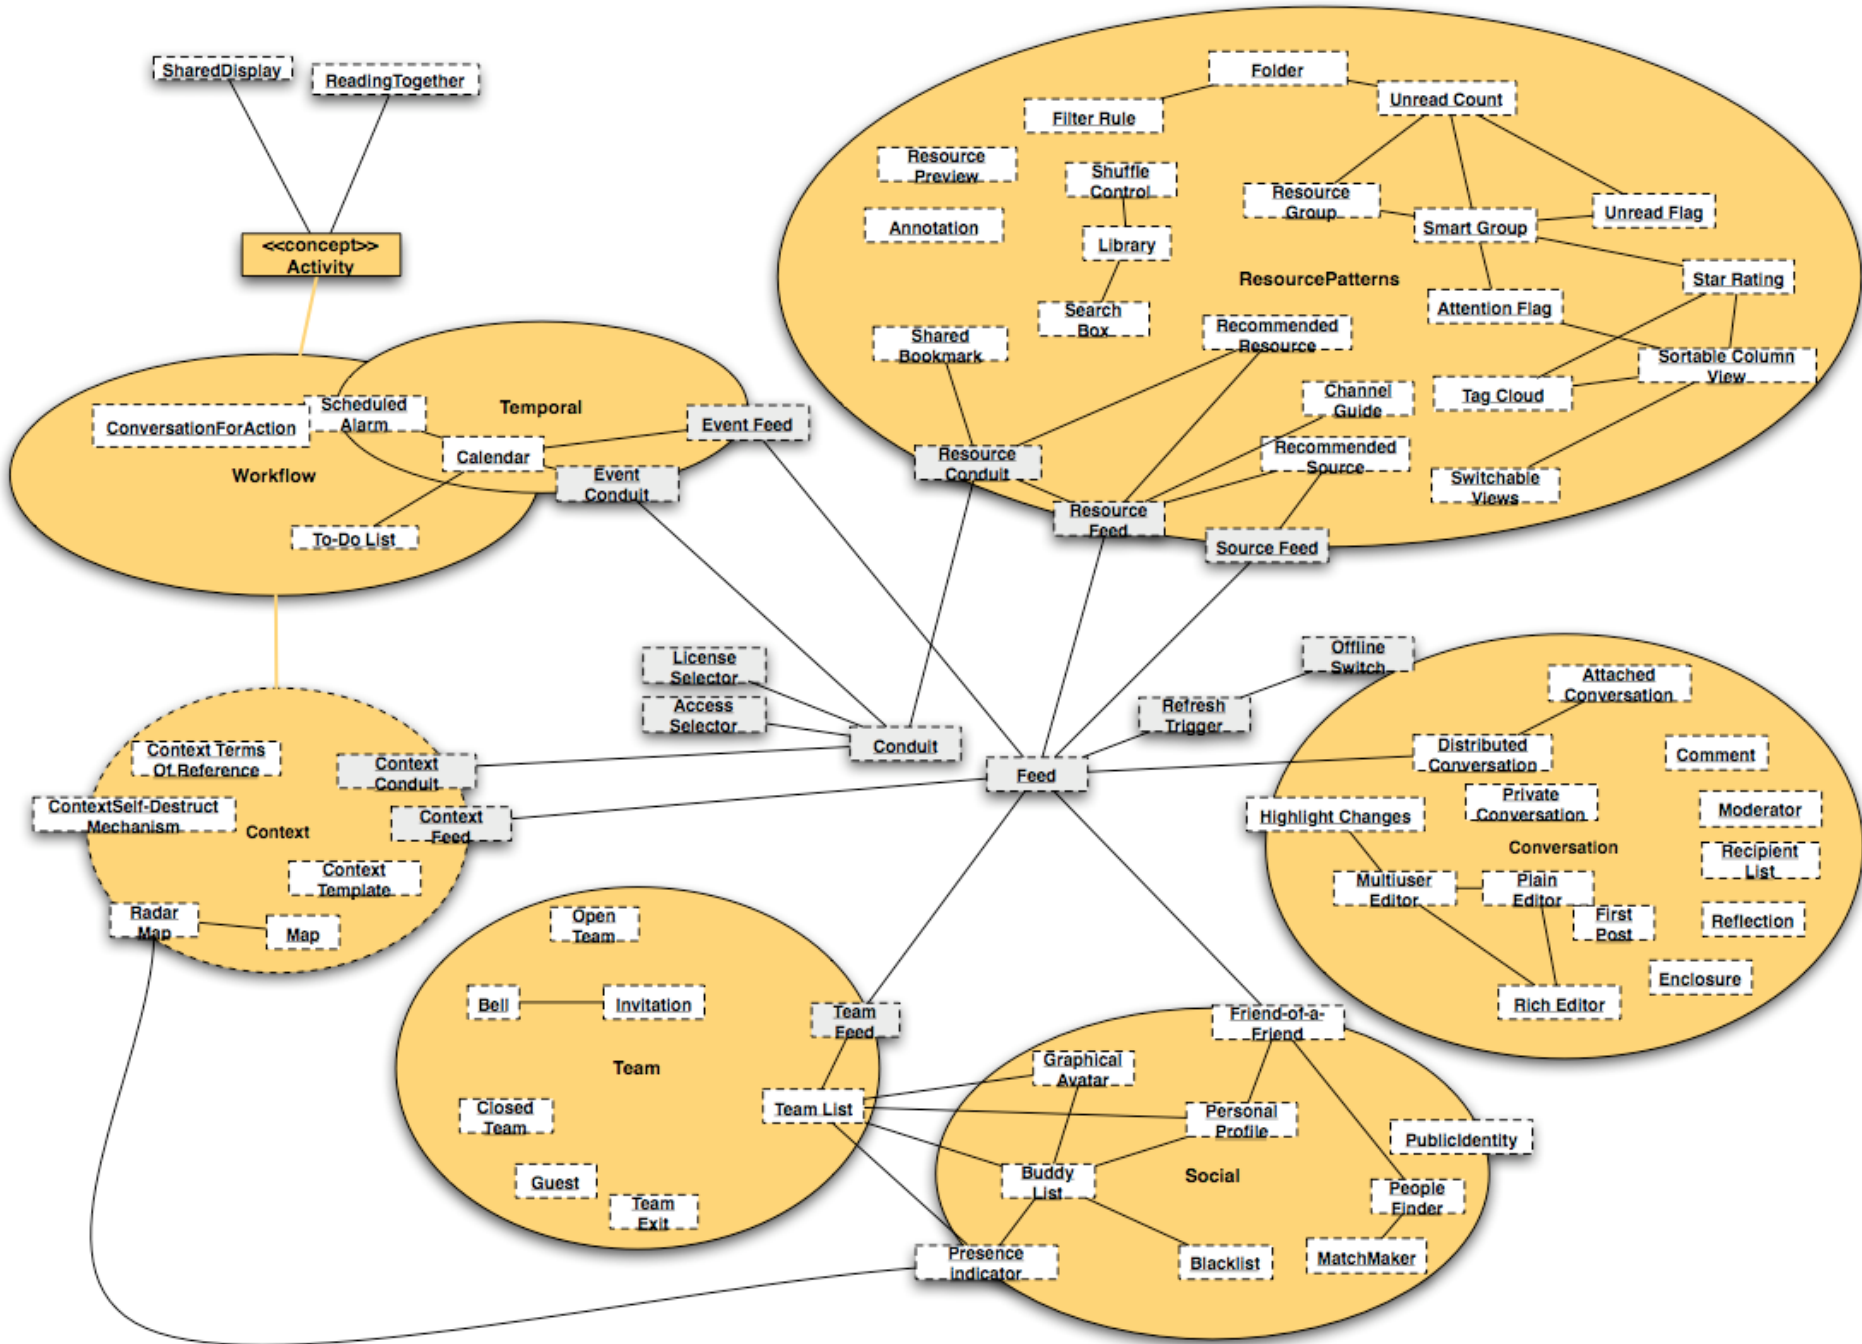 SharedDisplay
ReadingTogether
<<concept>>
Activity
Folder
Unread Count
Filter Rule
Resource
Preview
Shuffle
Control
Resource
Group
Unread Flag
Annotation
Smart Group
Library
ResourcePatterns
Star Rating
Search
Box
Attention Flag
Shared
Bookmark
Recommended
Resource
Sortable Column
View
Channel
Guide
Tag Cloud
Resource
Conduit
Recommended
Source
Switchable
Views
Resource
Feed
Source Feed
Scheduled
Alarm
Temporal
ConversationForAction
Event Feed
Calendar
Workflow
Event
Conduit
To-Do List
License
Selector
Access
Selector
Conduit
Feed
Refresh
Trigger
Offline
Switch
Attached
Conversation
Distributed
Conversation
Comment
Private
Conversation
Highlight Changes
Moderator
Conversation
Recipient
List
Multiuser
Editor
Plain
Editor
First
Post
Reflection
Enclosure
Rich Editor
Context Terms
Of Reference
Context
Conduit
ContextSelf-Destruct
Mechanism
Context
Context
Feed
Context
Template
Radar
Map
Map
Open
Team
Bell
Invitation
Team
Feed
Team
Team List
Closed
Team
Guest
Team
Exit
Friend-of-a-
Friend
Graphical
Avatar
Personal
Profile
PublicIdentity
Buddy
List
Social
People
Finder
Presence
indicator
Blacklist
MatchMaker